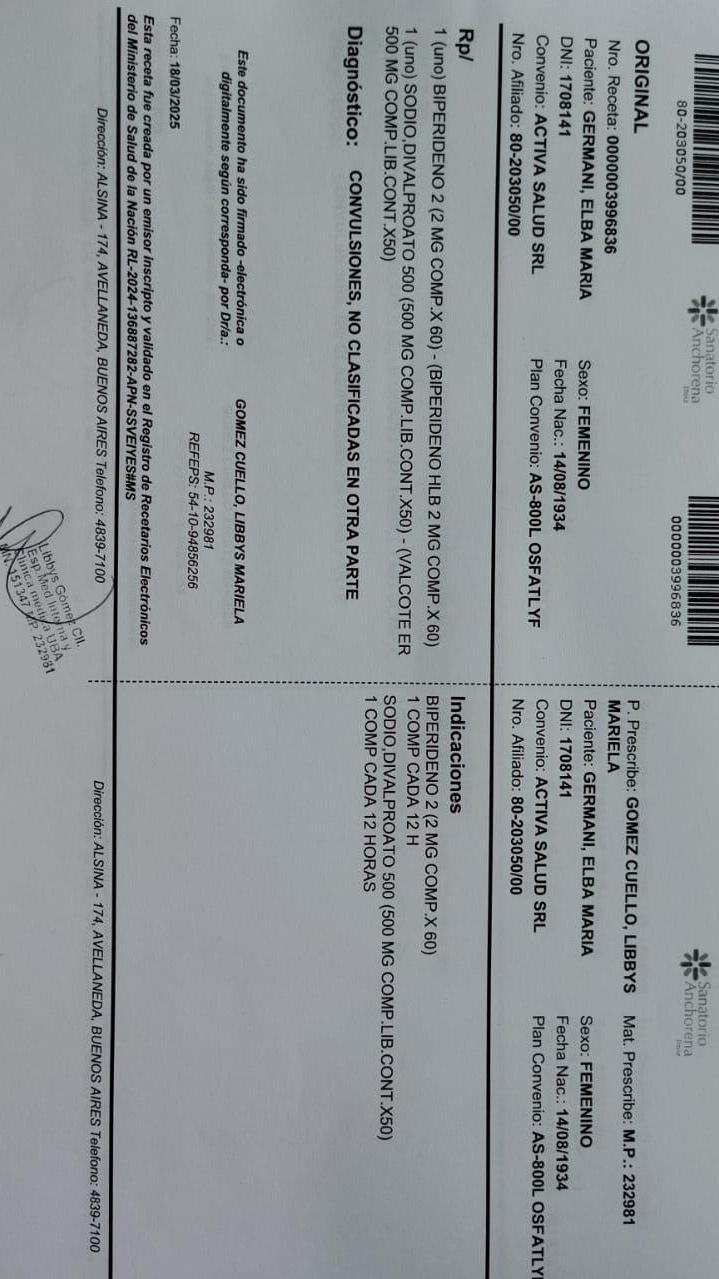 80-203050/00
Sanatorio
Anchorena
0000003996836
ORIGINAL
Nro. Receta: 0000003996836
Paciente: GERMANI, ELBA MARIA Sexo: FEMENINO
DNI: 1708141 Fecha Nac.: 14/08/1934
Convenio: ACTIVA SALUD SRL Plan Convenio: AS-800L OSFATLYF
Nro. Afiliado: 80-203050/00
Rp/
1 (uno) BIPERIDENO 2 (2 MG COMP.X 60) - (BIPERIDENO HLB 2 MG COMP.X 60)
1 (uno) SODIO,DIVALPROATO 500 (500 MG COMP.LIB.CONT.X50) - (VALCOTE ER
500 MG COMP.LIB.CONT.X50)
Diagnóstico: CONVULSIONES, NO CLASIFICADAS EN OTRA PARTE
Este documento ha sido firmado -electrónica o
digitalmente según corresponda- por Dr/a.:
GOMEZ CUELLO, LIBBYS MARIELA
M.P.: 232981
REFEPS: 54-10-94856256
Fecha: 18/03/2025
Esta receta fue creada por un emisor inscripto y validado en el Registro de Recetarios Electrónicos
del Ministerio de Salud de la Nación RL-2024-136887282-APN-SSVEIYES#MS
Dirección: ALSINA - 174, AVELLANEDA, BUENOS AIRES Telefono: 4839-7100
Libbys Gomez
Esp. Med Interna y
Clinica medica UBA
151347 MP. 232981
Sanatorio
Anchorena
P. Prescribe: GOMEZ CUELLO, LIBBYS Mat. Prescribe: M.P.: 232981
MARIELA
Paciente: GERMANI, ELBA MARIA Sexo: FEMENINO
DNI: 1708141 Fecha Nac.: 14/08/1934
Convenio: ACTIVA SALUD SRL Plan Convenio: AS-800L OSFATLY
Nro. Afiliado: 80-203050/00
Indicaciones
BIPERIDENO 2 (2 MG COMP.X 60)
1 COMP CADA 12 H
SODIO,DIVALPROATO 500 (500 MG COMP.LIB.CONT.X50)
1 COMP CADA 12 HORAS
Dirección: ALSINA - 174, AVELLANEDA, BUENOS AIRES Telefono: 4839-7100